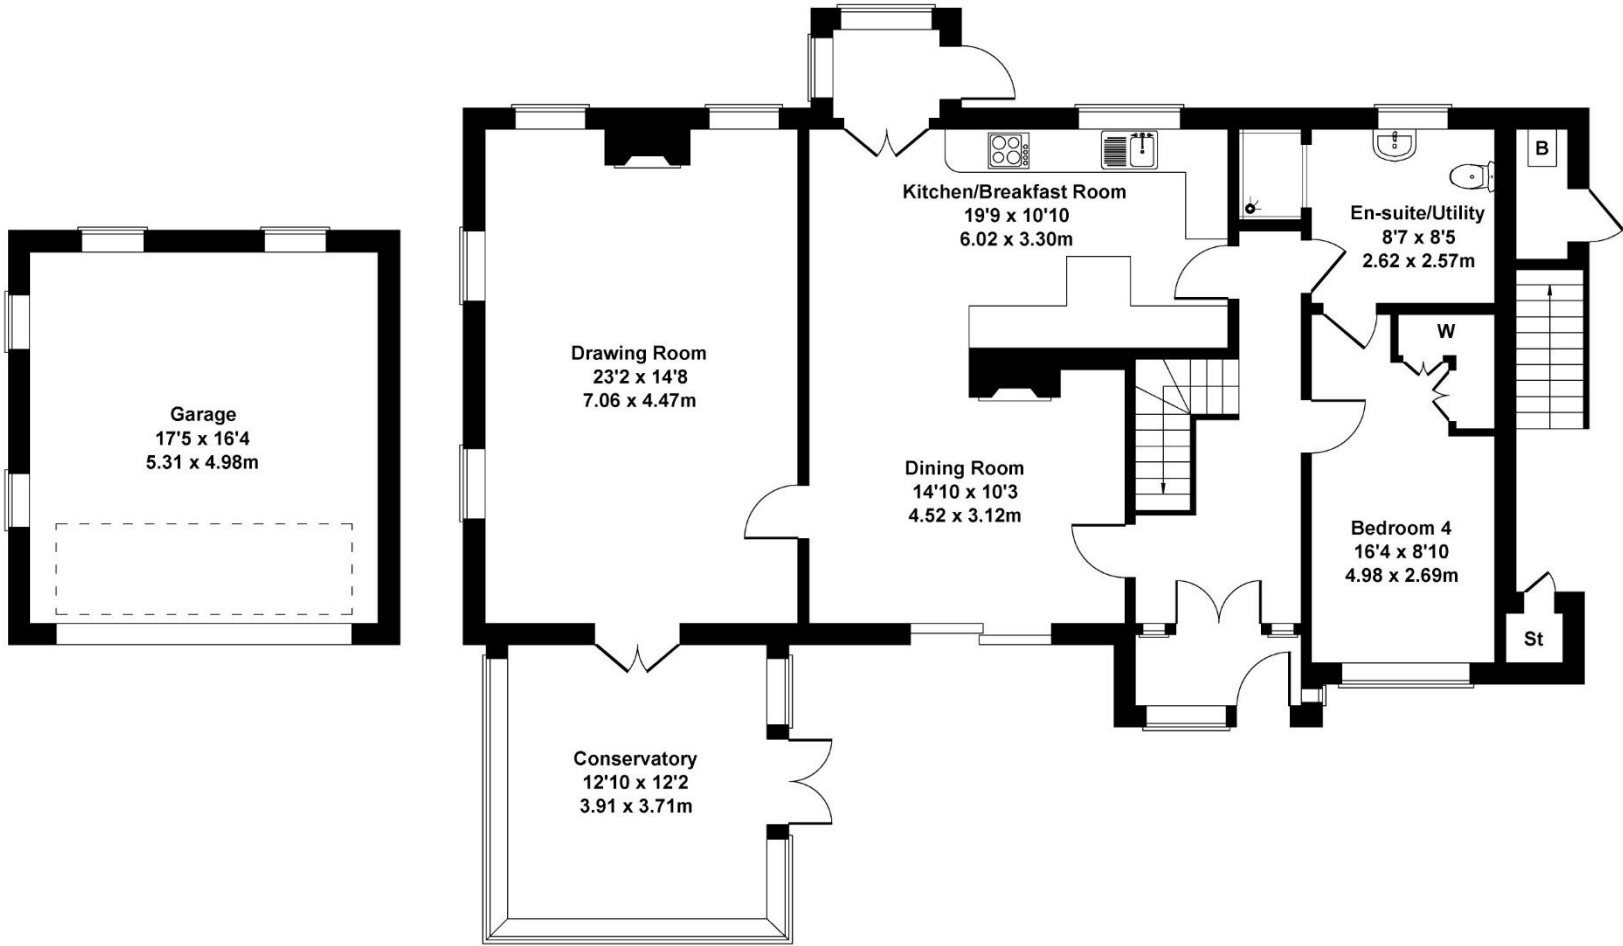 B
Kitchen/Breakfast Room
19'9 x 10'10
6.02 x 3.30m
En-suite/Utility
8'7 x 8'5
2.62 x 2.57m
W
Drawing Room
23'2 x 14'8
7.06 x 4.47m
Garage
17'5 x 16'4
5.31 x 4.98m
Dining Room
14'10 x 10'3
4.52 x 3.12m
Bedroom 4
16'4 x 8'10
4.98 x 2.69m
St
Conservatory
12'10 x 12'2
3.91 x 3.71m